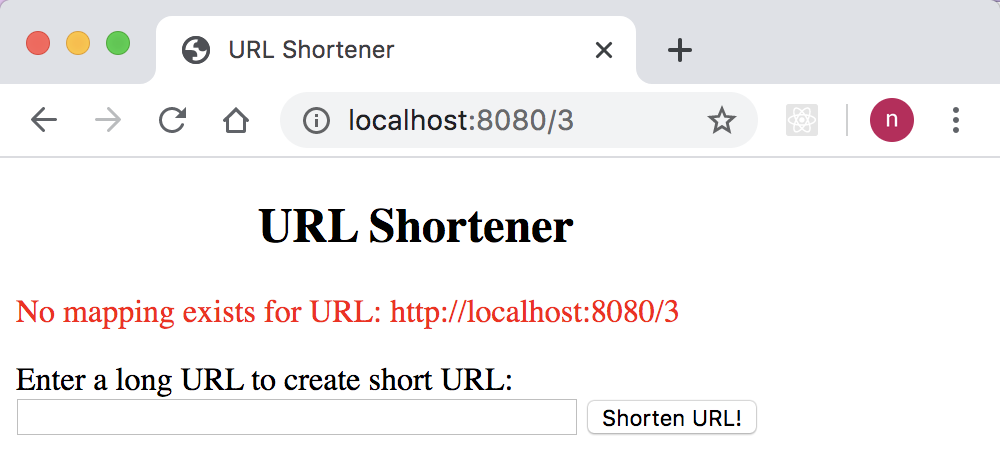 URL Shortener
localhost:8080/3
n
URL Shortener
No mapping exists for URL: http://localhost:8080/3
Enter a long URL to create short URL:
Shorten URL!